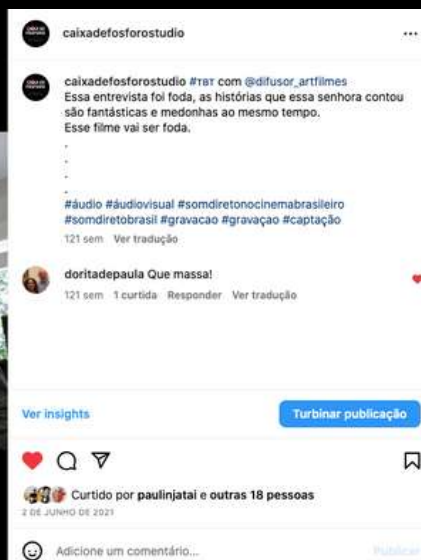 caixadefosforostudio
caixadefosforostudio #твт com @difusor_artfilmes
Essa entrevista foi foda, as histórias que essa senhora contou
são fantásticas e medonhas ao mesmo tempo.
Esse filme vai ser foda.
.
.
.
.
#áudio #áudiovisual #somdiretonocinemabrasileiro
#somdiretobrasil #gravacao #gravaçao #captação
121 sem Ver tradução
doritadepaula Que massa!
121 sem 1 curtida Responder Ver tradução
Ver insights
Turbinar publicação
Curtido por paulinjatai e outras 18 pessoas
2 DE JUNHO DE 2021
Adicione um comentário...
Publicar